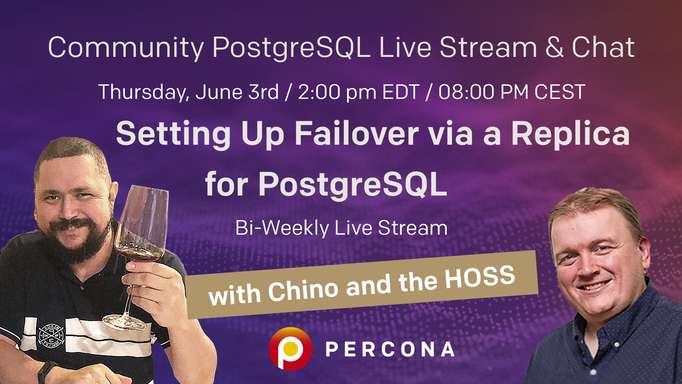 Community PostgreSQL Live Stream & Chat
Thursday, June 3rd / 2:00 pm EDT / 08:00 PM CEST
Setting Up Failover via a Replica
for PostgreSQL
Bi-Weekly Live Stream
with Chino and the HOSS
PERCONA